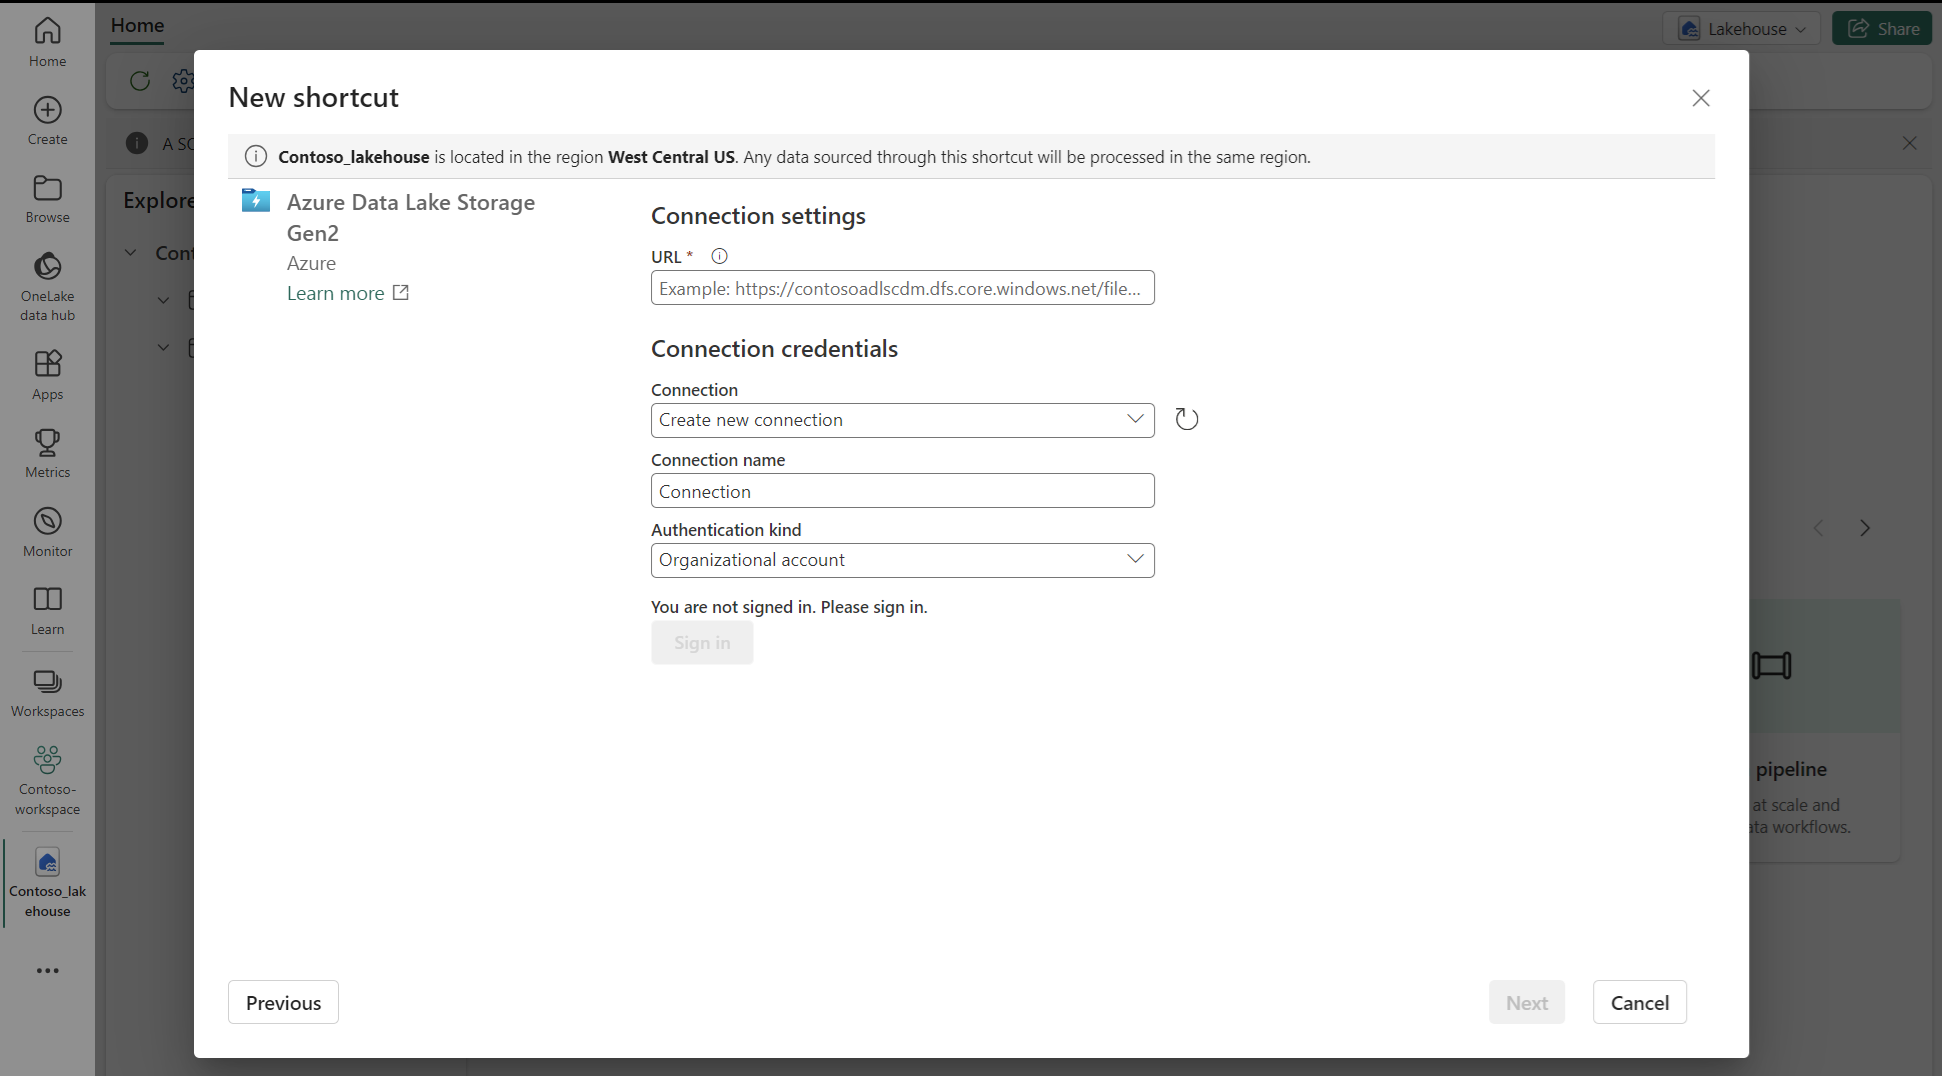 Home
Create
Browse
OneLake
data hub
Apps
Metrics
Monitor
Learn
Workspaces
Contoso-
workspace
Contoso_lak
ehouse
Home
Lakehouse
Share
New shortcut
Contoso_lakehouse is located in the region West Central US. Any data sourced through this shortcut will be processed in the same region.
Azure Data Lake Storage
Gen2
Azure
Learn more
Connection settings
URL *
Example: https://contosoadlscdm.dfs.core.windows.net/file...
Connection credentials
Connection
Create new connection
Connection name
Connection
Authentication kind
Organizational account
You are not signed in. Please sign in.
Sign in
Previous
Next
Cancel
A SC
Explore
Cont
pipeline
at scale and
ata workflows.